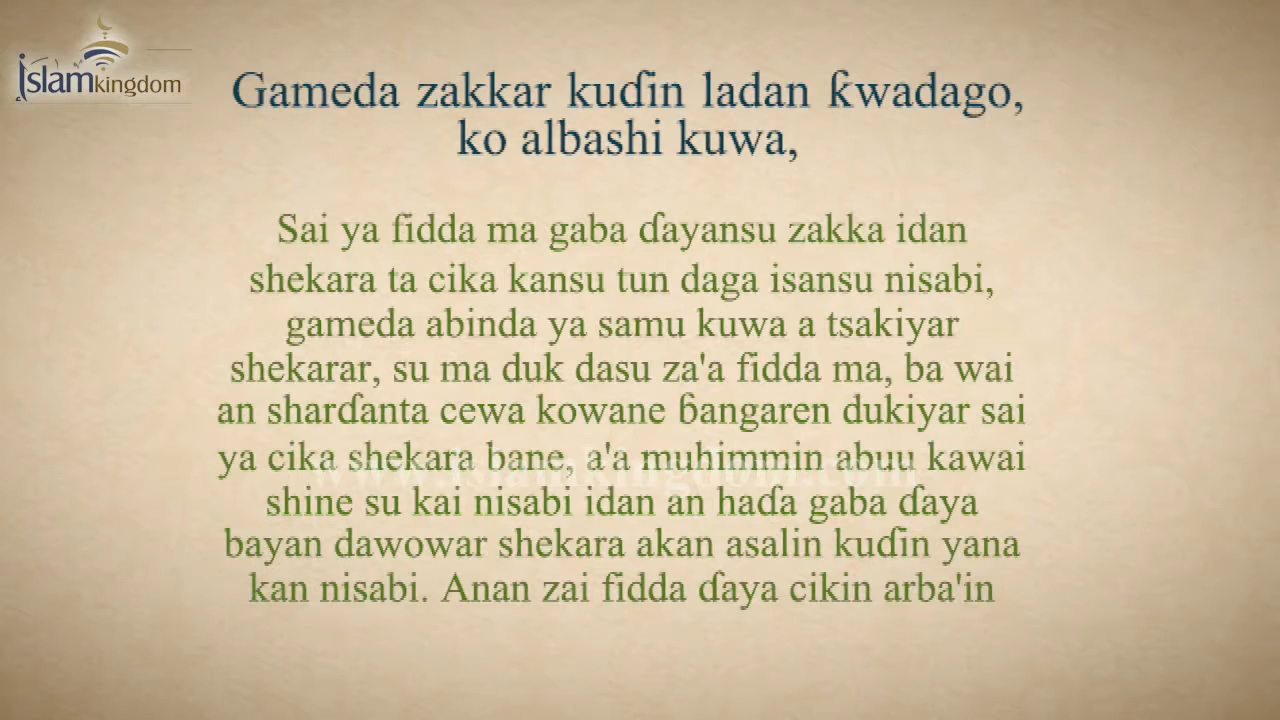 islamkingdom
Gameda zakkar kuɗin ladan ƙwadago,
ko albashi kuwa,
Sai ya fidda ma gaba ɗayansu zakka idan
shekara ta cika kansu tun daga isansu nisabi,
gameda abinda ya samu kuwa a tsakiyar
shekarar, su ma duk dasu za'a fidda ma, ba wai
an sharɗanta cewa kowane ɓangaren dukiyar sai
ya cika shekara bane, a'a muhimmin abuu kawai
www.islamkingdom.com
shine su kai nisabi idan an haɗa gaba ɗaya
bayan dawowar shekara akan asalin kuɗin yana
kan nisabi. Anan zai fidda ɗaya cikin arba'in